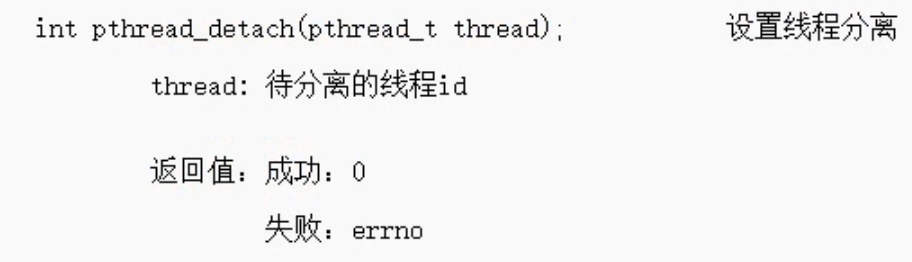 int pthread_detach(pthread_t thread); 设置线程分离
thread: 待分离的线程id
返回值：成功：0
失败：errno